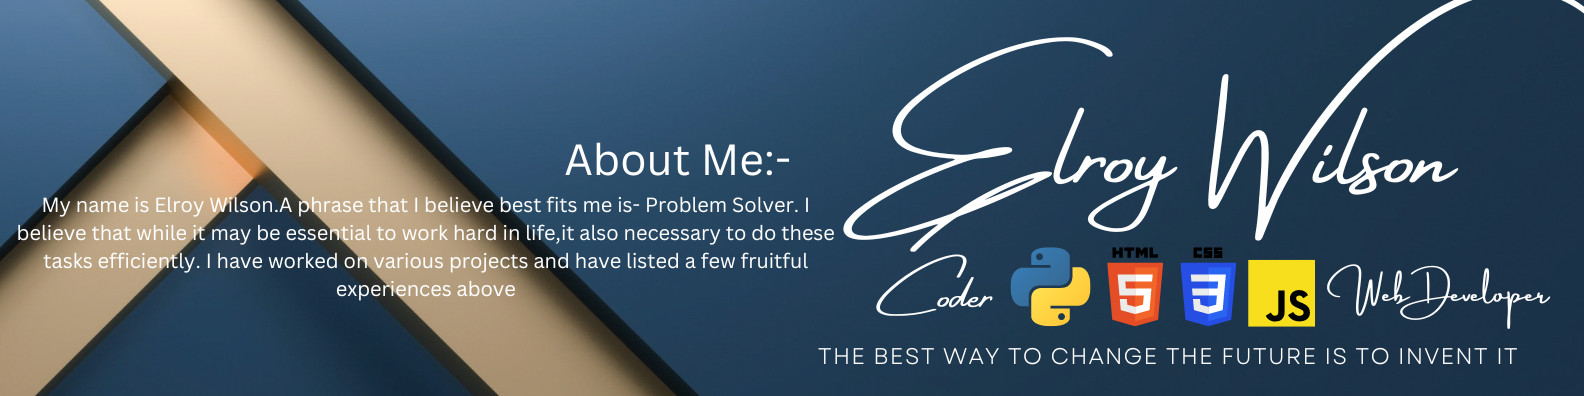 About Me:-
My name is Elroy Wilson.A phrase that I believe best fits me is- Problem Solver. I
believe that while it may be essential to work hard in life,it also necessary to do these
tasks efficiently. I have worked on various projects and have listed a few fruitful
experiences above
Elroy Wilson
Coder HTML 5 CSS 3 JS Web Developer
THE BEST WAY TO CHANGE THE FUTURE IS TO INVENT IT